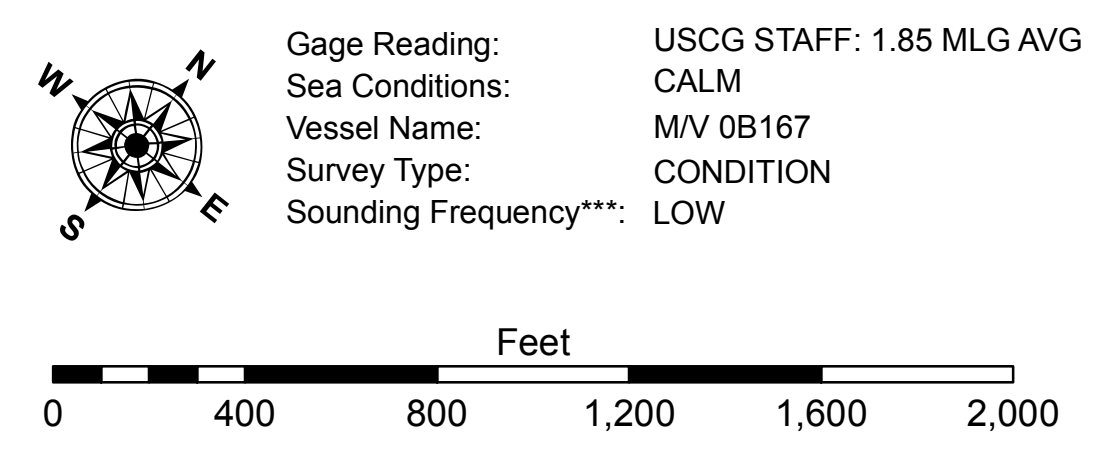 N
W
E
S
Gage Reading: USCG STAFF: 1.85 MLG AVG
Sea Conditions: CALM
Vessel Name: M/V 0B167
Survey Type: CONDITION
Sounding Frequency***: LOW
Feet
0 400 800 1,200 1,600 2,000